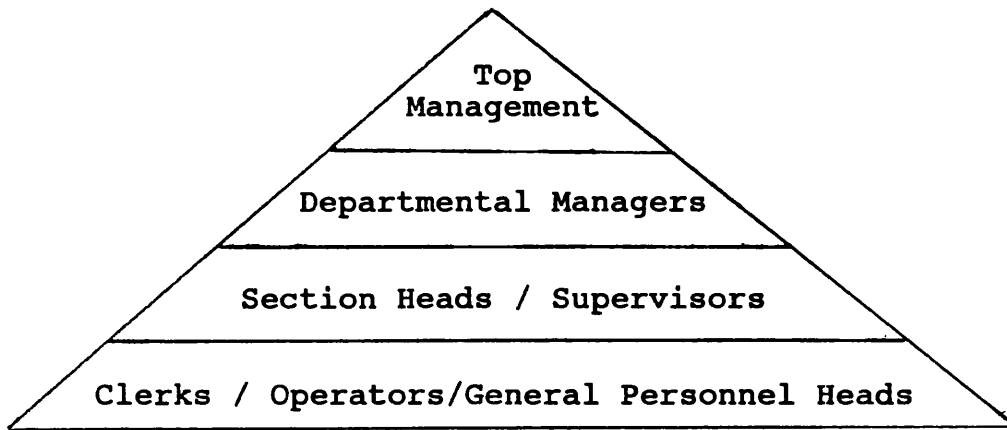 Top
Management
Departmental Managers
Section Heads / Supervisors
Clerks / Operators/General Personnel Heads